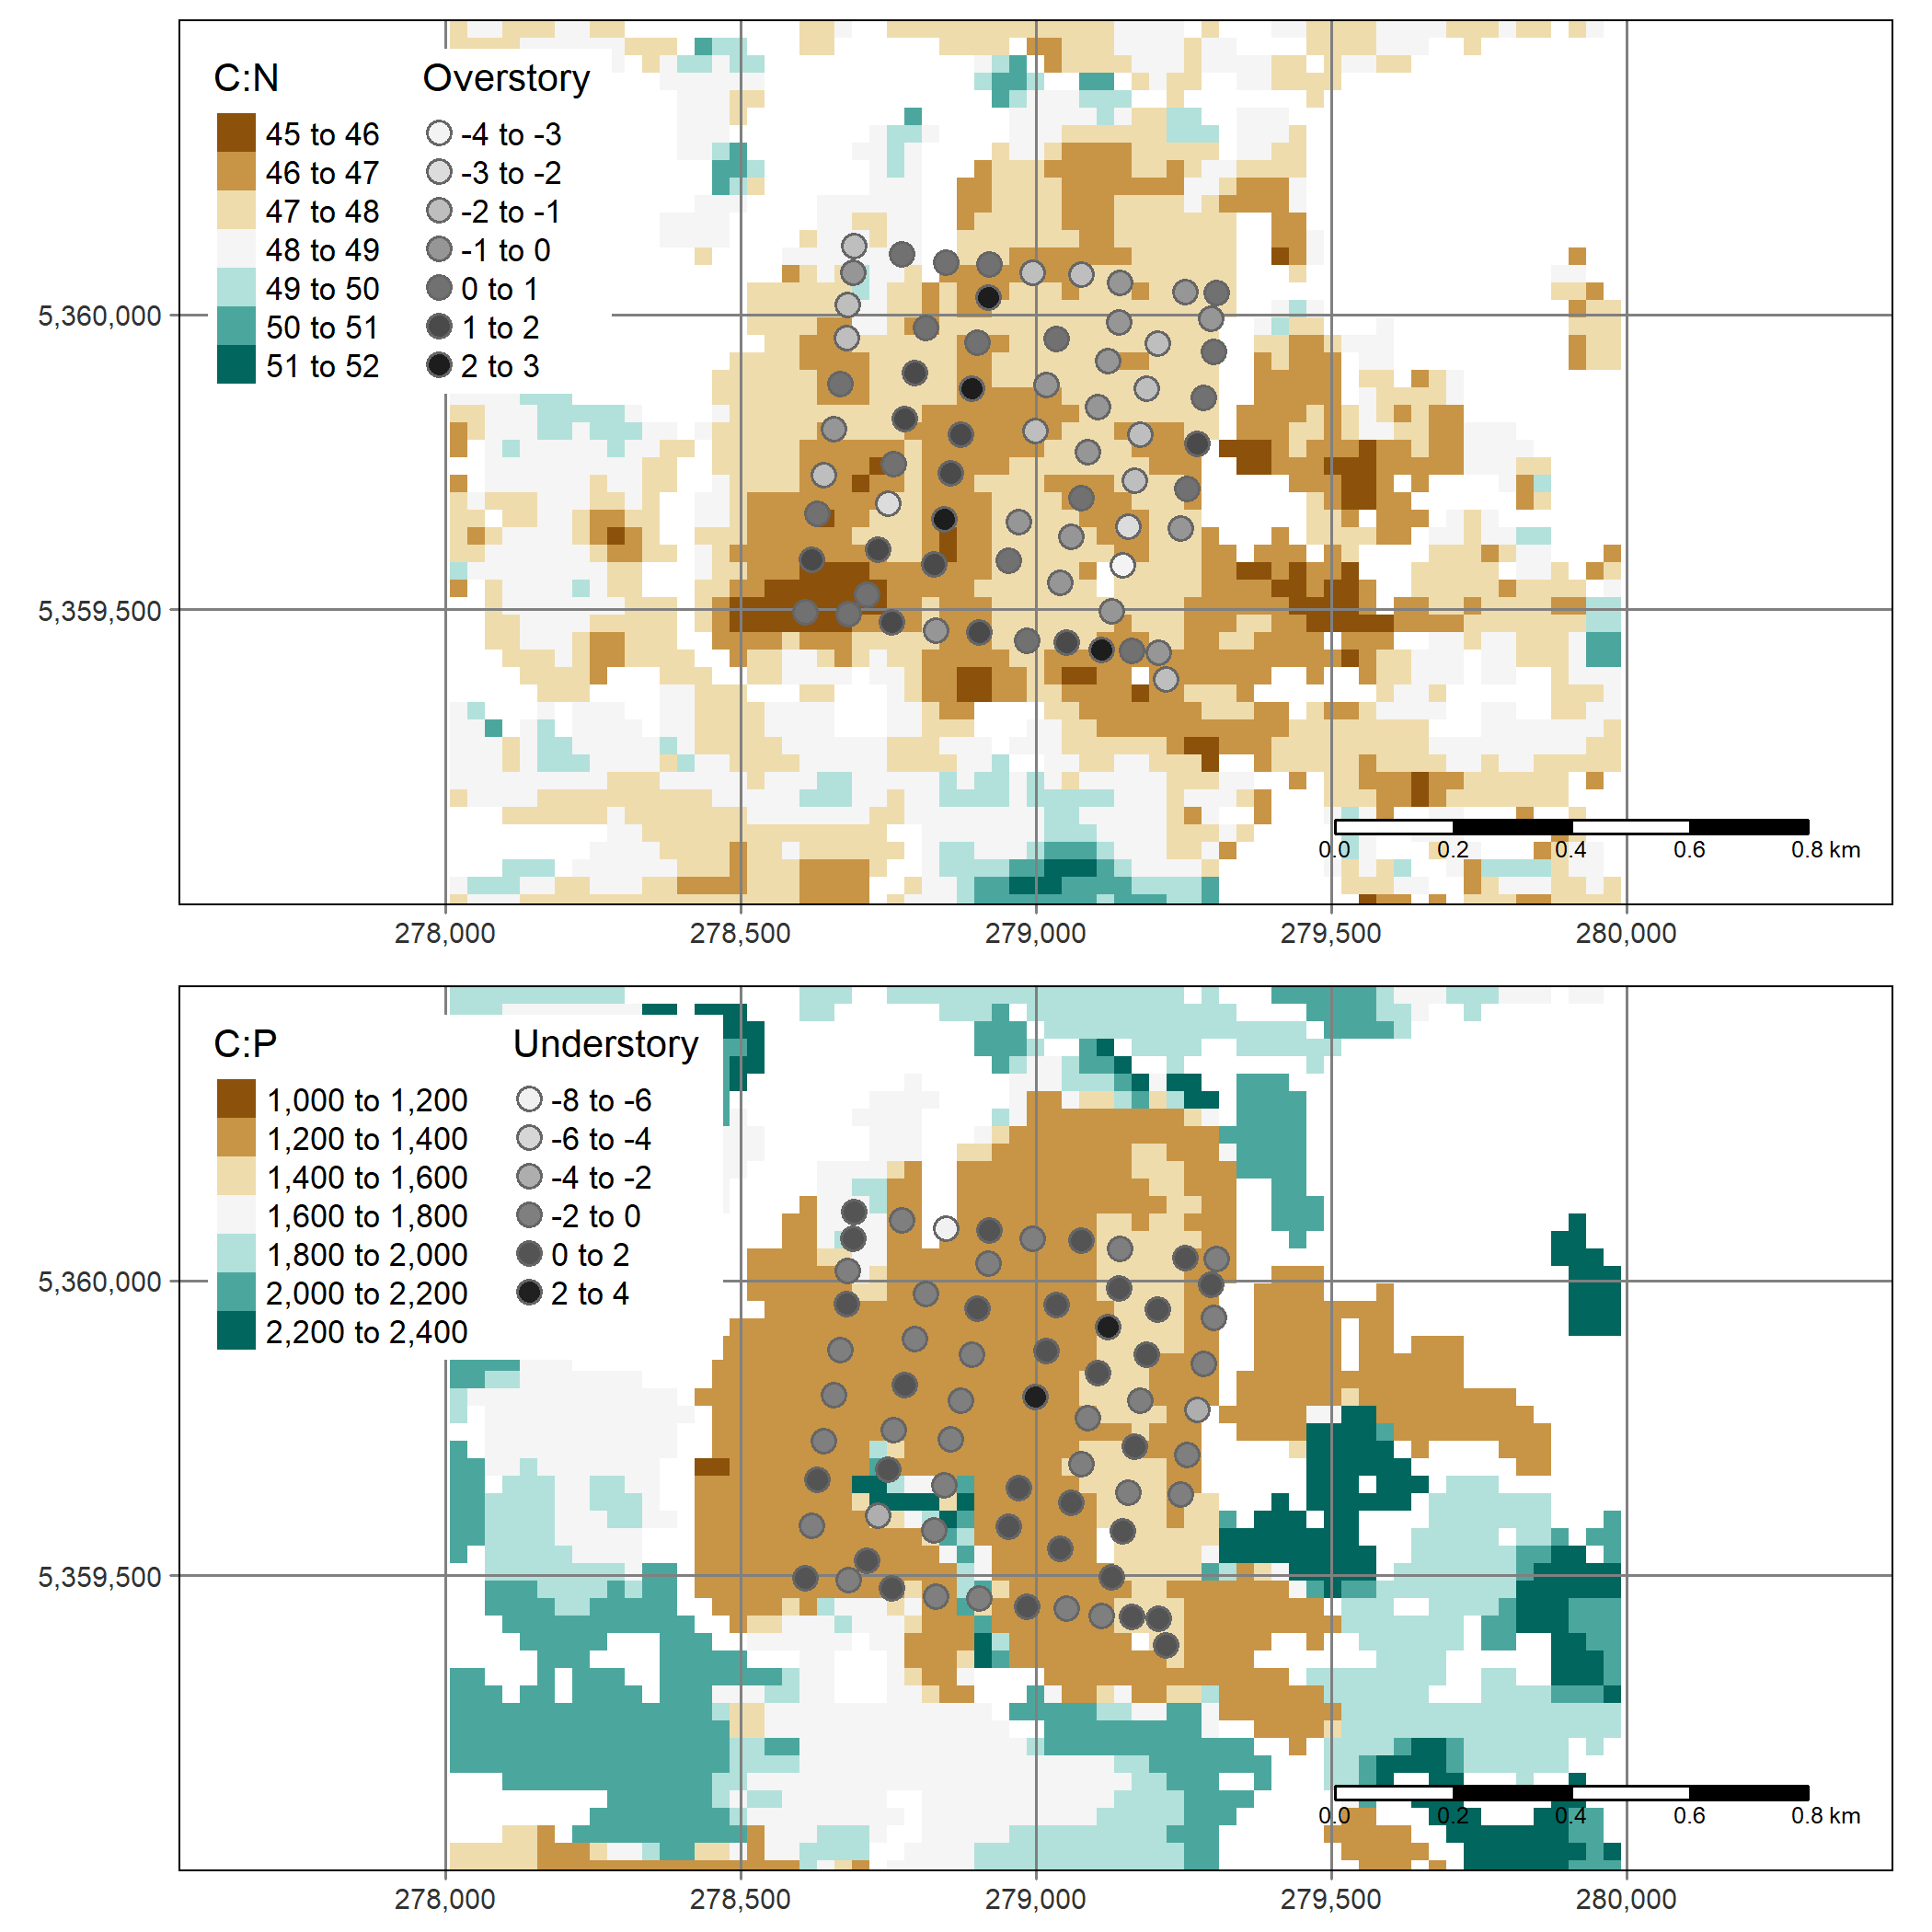 C:N Overstory
45 to 46 -4 to -3
46 to 47 -3 to -2
47 to 48 -2 to -1
48 to 49 -1 to 0
49 to 50 0 to 1
50 to 51 1 to 2
51 to 52 2 to 3
5,360,000
5,359,500
0.0 0.2 0.4 0.6 0.8 km
278,000 278,500 279,000 279,500 280,000
C:P Understory
1,000 to 1,200 -8 to -6
1,200 to 1,400 -6 to -4
1,400 to 1,600 -4 to -2
1,600 to 1,800 -2 to 0
1,800 to 2,000 0 to 2
2,000 to 2,200 2 to 4
2,200 to 2,400
5,360,000
5,359,500
0.0 0.2 0.4 0.6 0.8 km
278,000 278,500 279,000 279,500 280,000